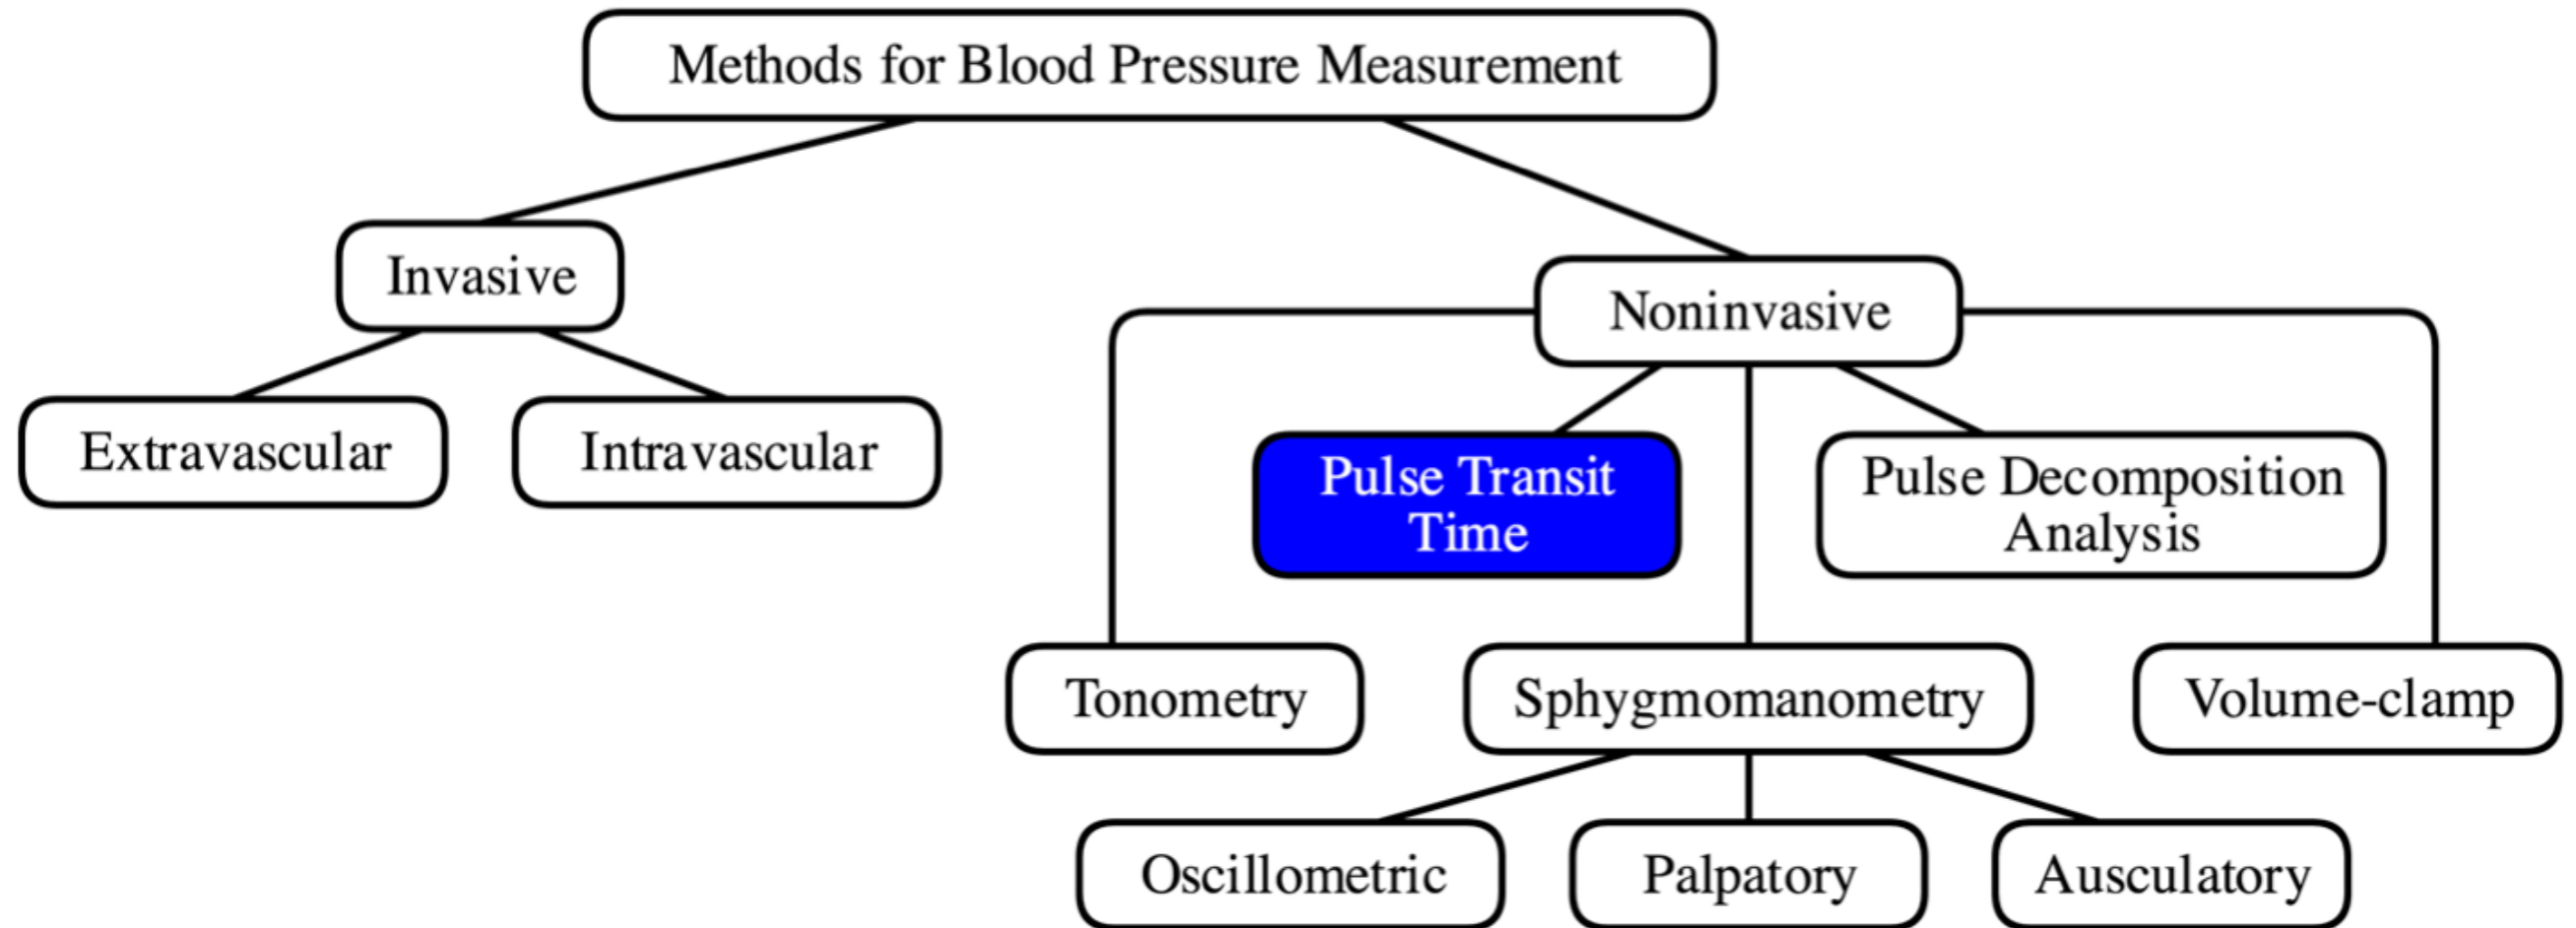 Methods for Blood Pressure Measurement
Invasive
Noninvasive
Extravascular
Intravascular
Pulse Transit
Time
Pulse Decomposition
Analysis
Tonometry
Sphygmomanometry
Volume-clamp
Oscillometric
Palpatory
Ausculatory